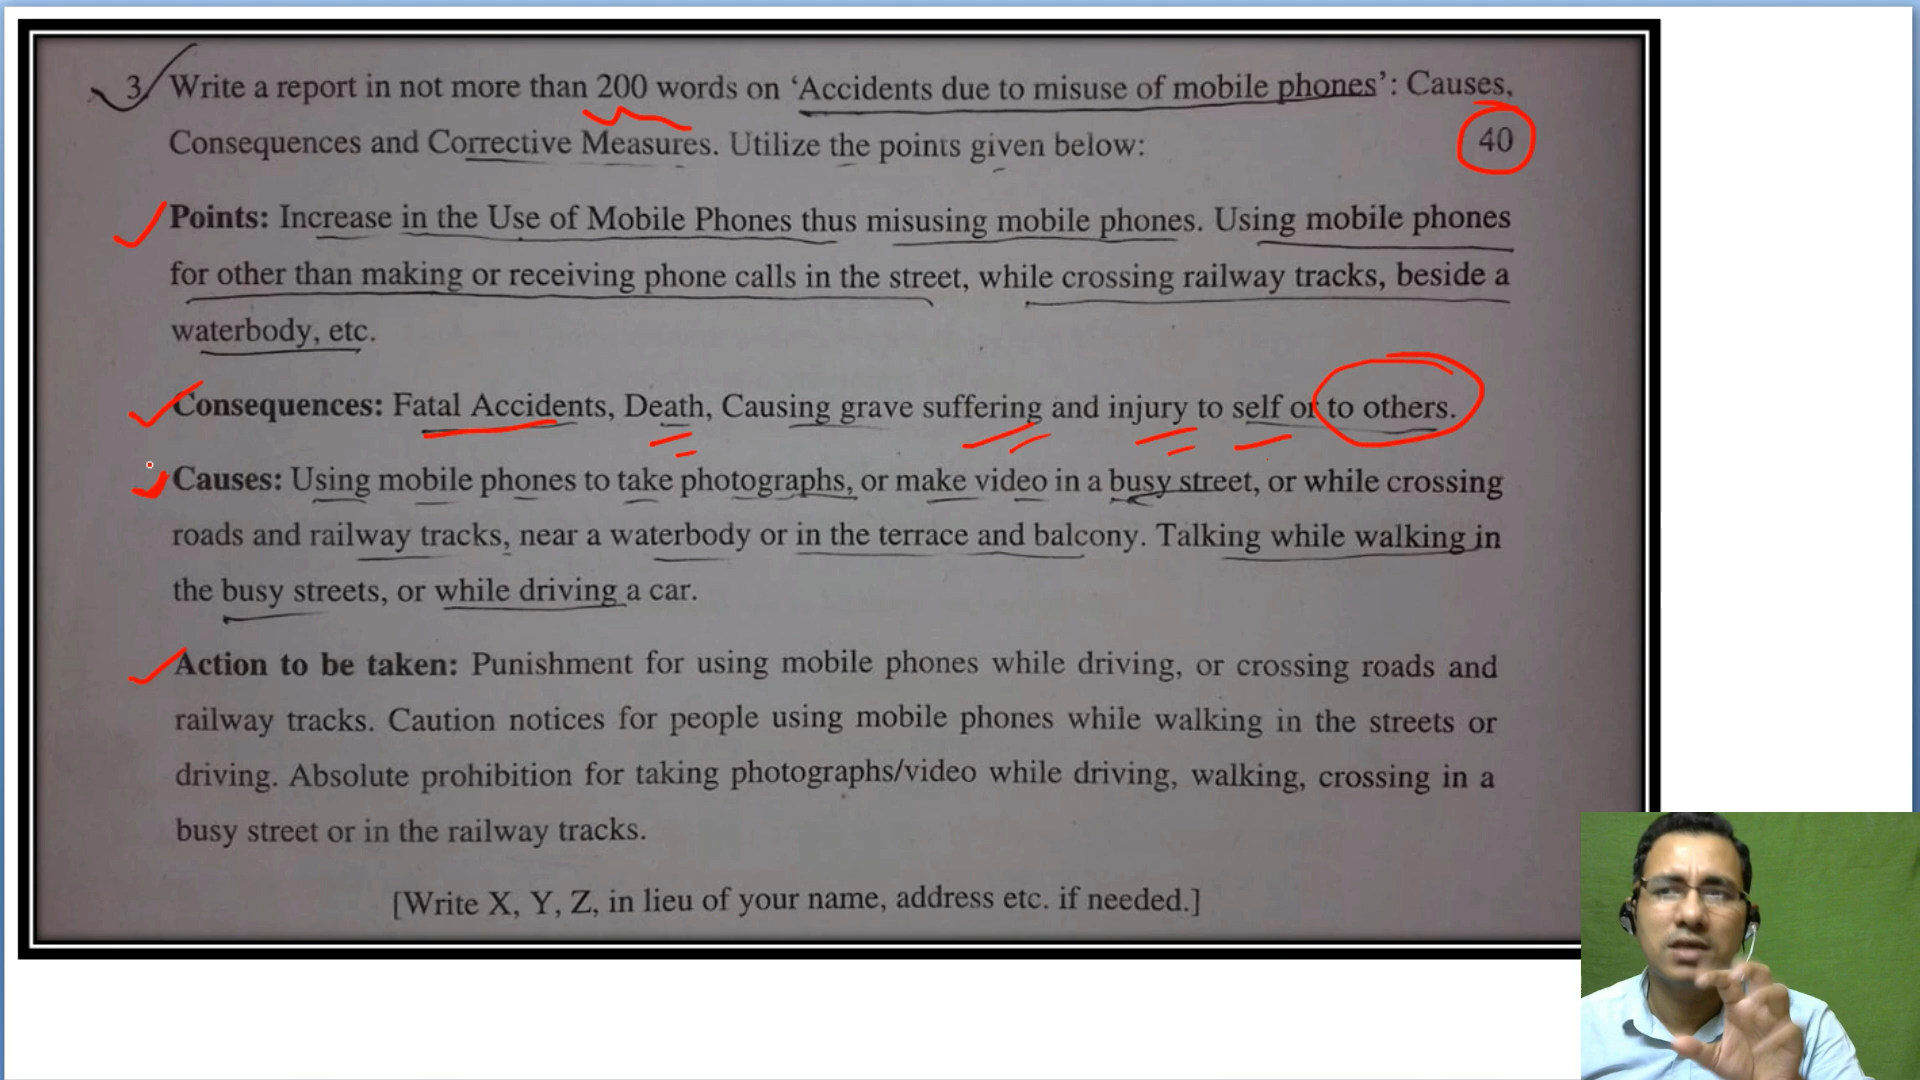 3 Write a report in not more than 200 words on ‘Accidents due to misuse of mobile phones’: Causes,
Consequences and Corrective Measures. Utilize the points given below: 40
Points: Increase in the Use of Mobile Phones thus misusing mobile phones. Using mobile phones
for other than making or receiving phone calls in the street, while crossing railway tracks, beside a
waterbody, etc.
Consequences: Fatal Accidents, Death, Causing grave suffering and injury to self or to others.
Causes: Using mobile phones to take photographs, or make video in a busy street, or while crossing
roads and railway tracks, near a waterbody or in the terrace and balcony. Talking while walking in
the busy streets, or while driving a car.
Action to be taken: Punishment for using mobile phones while driving, or crossing roads and
railway tracks. Caution notices for people using mobile phones while walking in the streets or
driving. Absolute prohibition for taking photographs/video while driving, walking, crossing in a
busy street or in the railway tracks.
[Write X, Y, Z, in lieu of your name, address etc. if needed.]